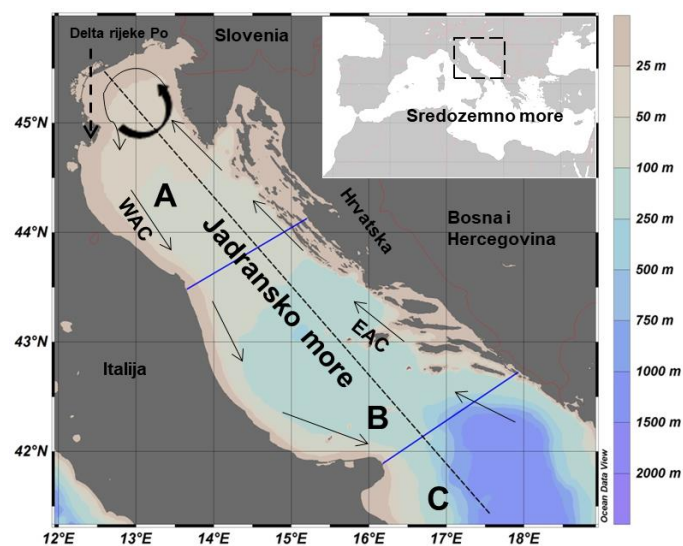 Delta rijeke Po
Slovenia
Sredozemno more
25 m
50 m
100 m
250 m
500 m
750 m
1000 m
1500 m
2000 m
45°N
44°N
43°N
42°N
A
WAC
Jadransko more
Hrvatska
Bosna i
Hercegovina
EAC
Italija
B
C
Ocean Data View
12°E
13°E
14°E
15°E
16°E
17°E
18°E